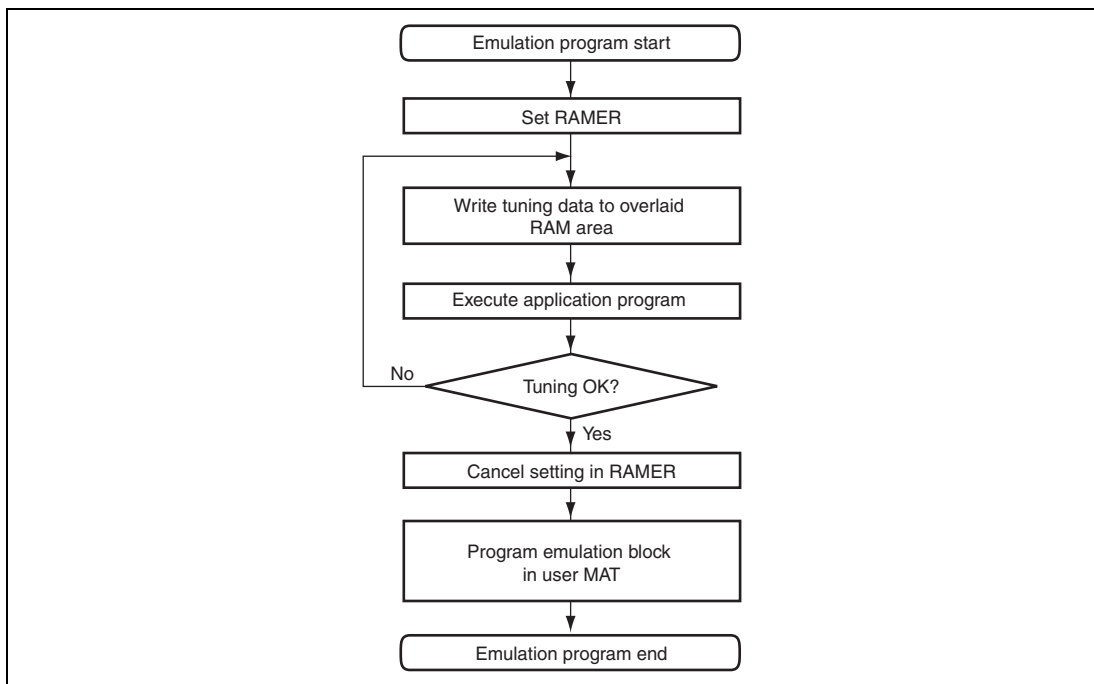 Emulation program start
Set RAMER
Write tuning data to overlaid
RAM area
Execute application program
No
Tuning OK?
Yes
Cancel setting in RAMER
Program emulation block
in user MAT
Emulation program end